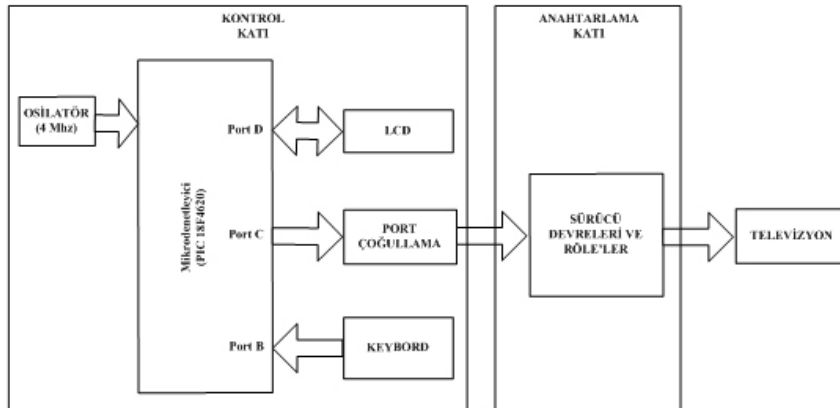 KONTROL
KATI
ANAHTARLAMA
KATI
OSİLATÖR
(4 Mhz)
Mikrodenetleyici
(PIC 18F4620)
Port D
LCD
Port C
PORT
ÇOĞULLAMA
SÜRÜCÜ
DEVRELERİ VE
RÖLE'LER
TELEVİZYON
Port B
KEYBORD